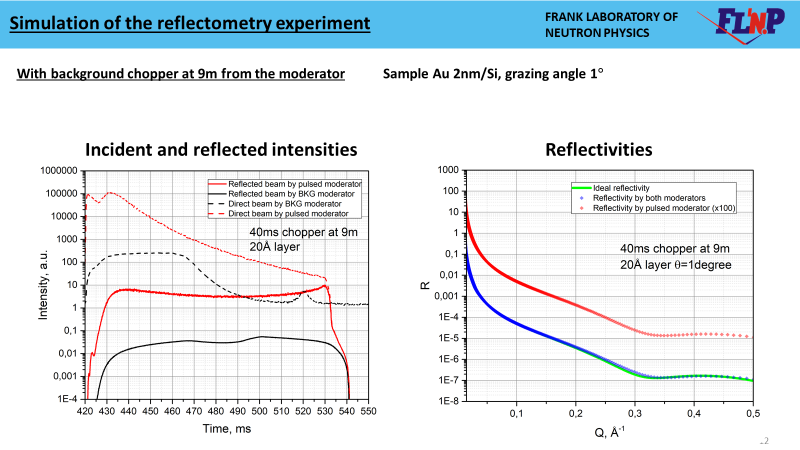 Simulation of the reflectometry experiment
FRANK LABORATORY OF
NEUTRON PHYSICS
FLNP
With background chopper at 9m from the moderator
Sample Au 2nm/Si, grazing angle 1°
Incident and reflected intensities
1000000
100000
10000
1000
100
10
1
0,1
0,01
0,001
1E-4
Intensity, a.u.
Reflected beam by pulsed moderator
Reflected beam by BKG moderator
Direct beam by BKG moderator
Direct beam by pulsed moderator
40ms chopper at 9m
20Å layer
420 430 440 450 460 470 480 490 500 510 520 530 540 550
Time, ms
Reflectivities
1000
100
10
1
0,1
0,01
0,001
1E-4
1E-5
1E-6
1E-7
1E-8
R
Ideal reflectivity
Reflectivity by both moderators
Reflectivity by pulsed moderator (x100)
40ms chopper at 9m
20Å layer θ=1degree
0,1 0,2 0,3 0,4 0,5
Q, Å⁻¹